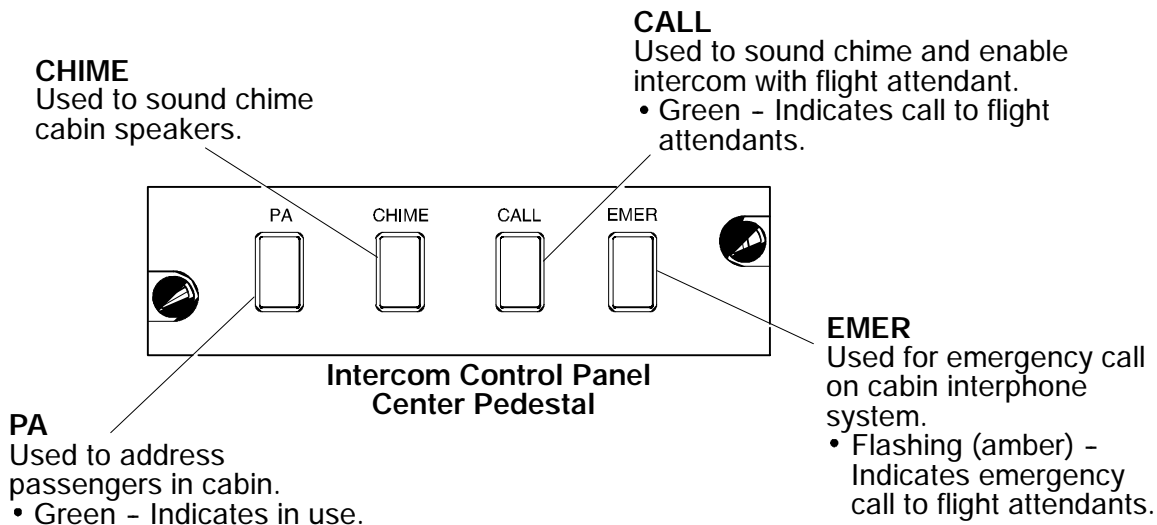 CALL
Used to sound chime and enable
intercom with flight attendant.
• Green – Indicates call to flight
attendants.
CHIME
Used to sound chime
cabin speakers.
PA CHIME CALL EMER
Intercom Control Panel
Center Pedestal
EMER
Used for emergency call
on cabin interphone
system.
• Flashing (amber) –
Indicates emergency
call to flight attendants.
PA
Used to address
passengers in cabin.
• Green – Indicates in use.